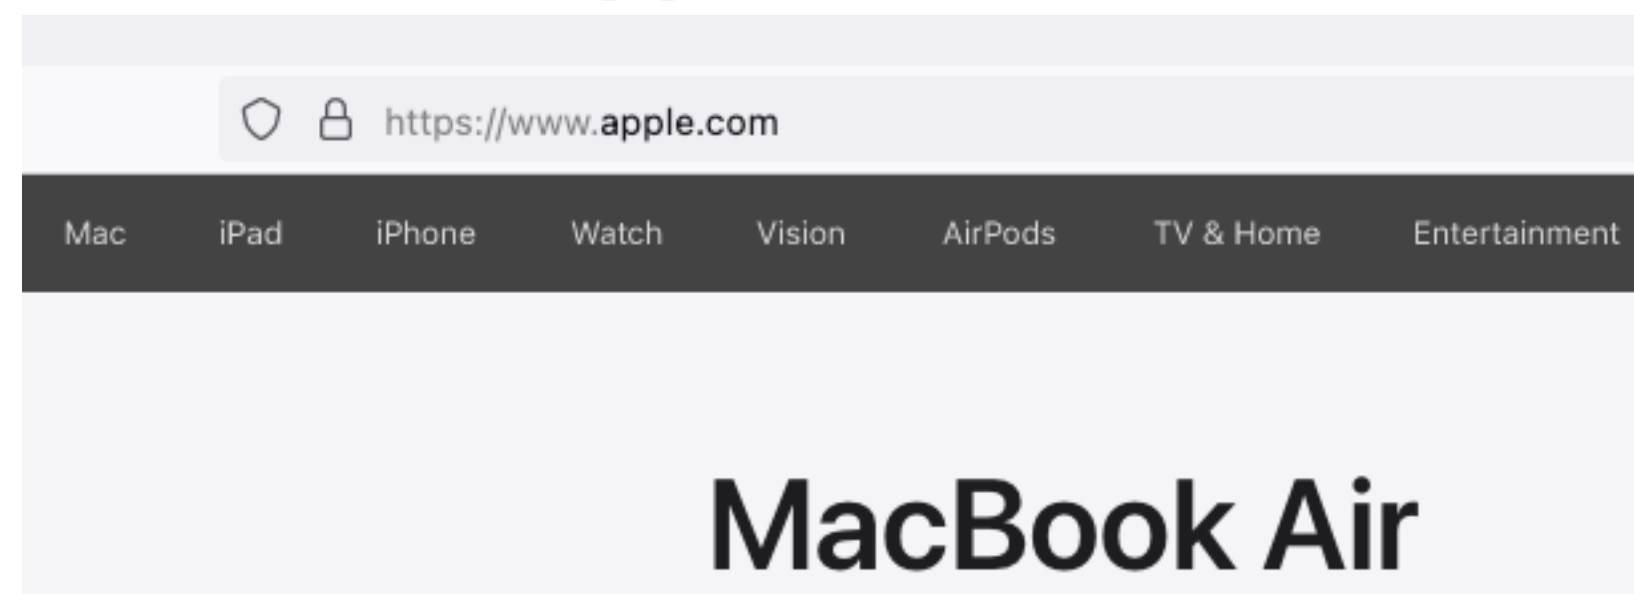 https://www.apple.com
Mac iPad iPhone Watch Vision AirPods TV & Home Entertainment
MacBook Air